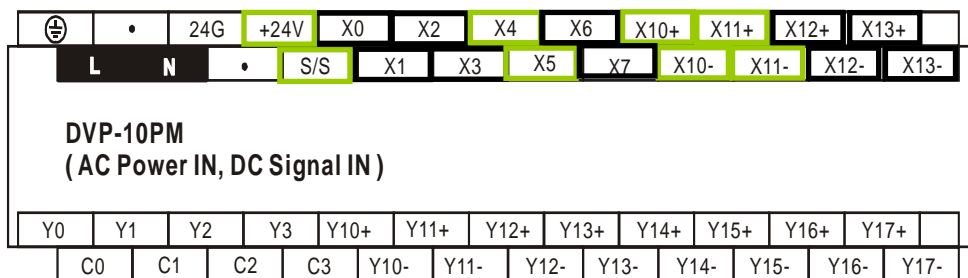 • 24G +24V X0 X2 X4 X6 X10+ X11+ X12+ X13+
L N • S/S X1 X3 X5 X7 X10- X11- X12- X13-
DVP-10PM
( AC Power IN, DC Signal IN )
Y0 Y1 Y2 Y3 Y10+ Y11+ Y12+ Y13+ Y14+ Y15+ Y16+ Y17+
C0 C1 C2 C3 Y10- Y11- Y12- Y13- Y14- Y15- Y16- Y17-